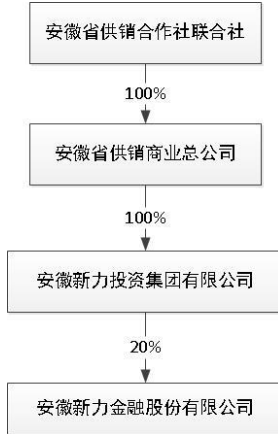 安徽省供销合作社联合社
100%
安徽省供销商业总公司
100%
安徽新力投资集团有限公司
20%
安徽新力金融股份有限公司